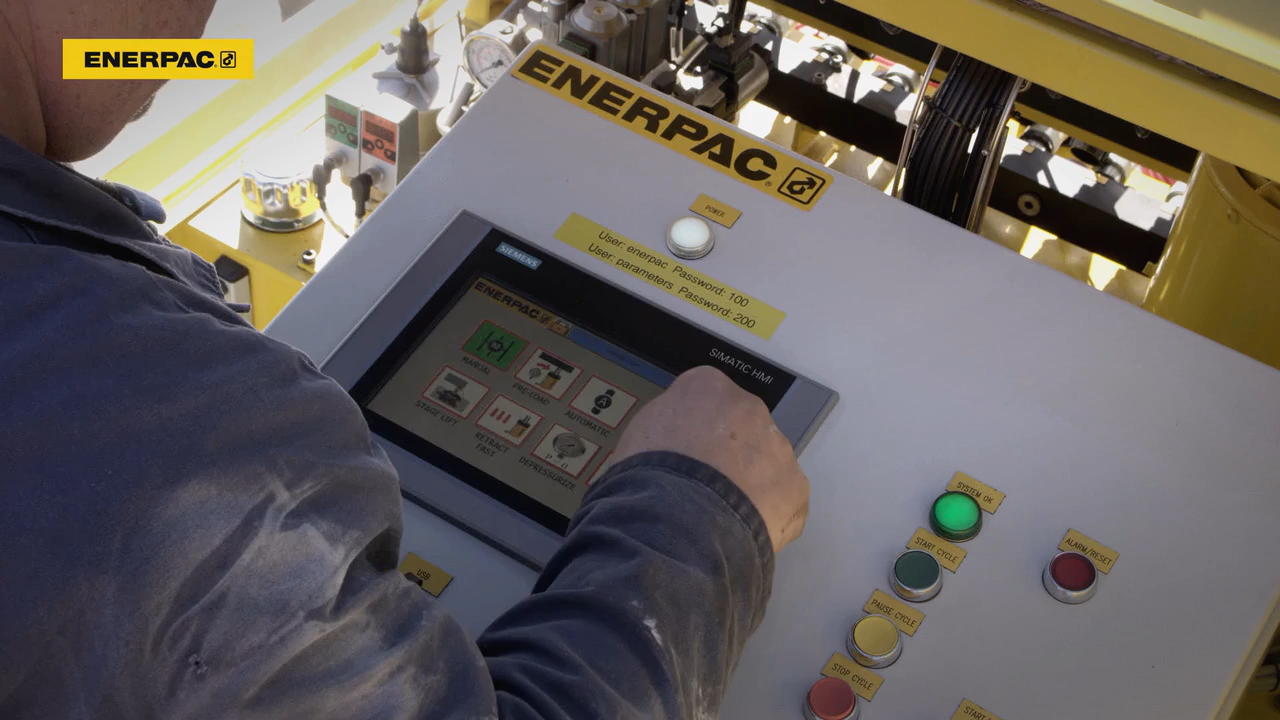 ENERPAC
ENERPAC
POWER
User: enerpac Password: 100
User: parameters Password: 200
SIEMENS
SIMATIC HMI
ENERPAC
MANUAL
PRE-LOAD
AUTOMATIC
STAGE LIFT
RETRACT
FAST
DEPRESSURIZE
SYSTEM OK
START CYCLE
ALARM/RESET
USB
PAUSE CYCLE
STOP CYCLE
START